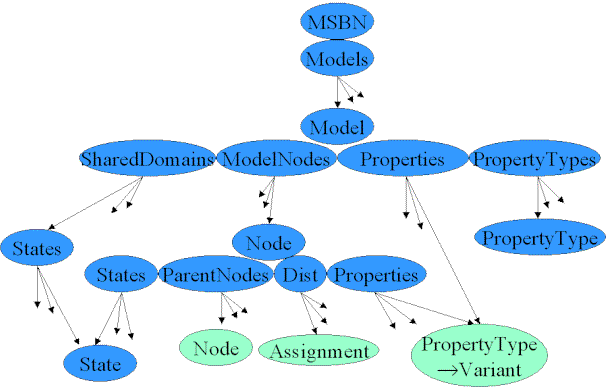 MSBN
Models
Model
SharedDomains
ModelNodes
Properties
PropertyTypes
States
Node
PropertyType
States
ParentNodes
Dist
Properties
State
Node
Assignment
PropertyType
→Variant